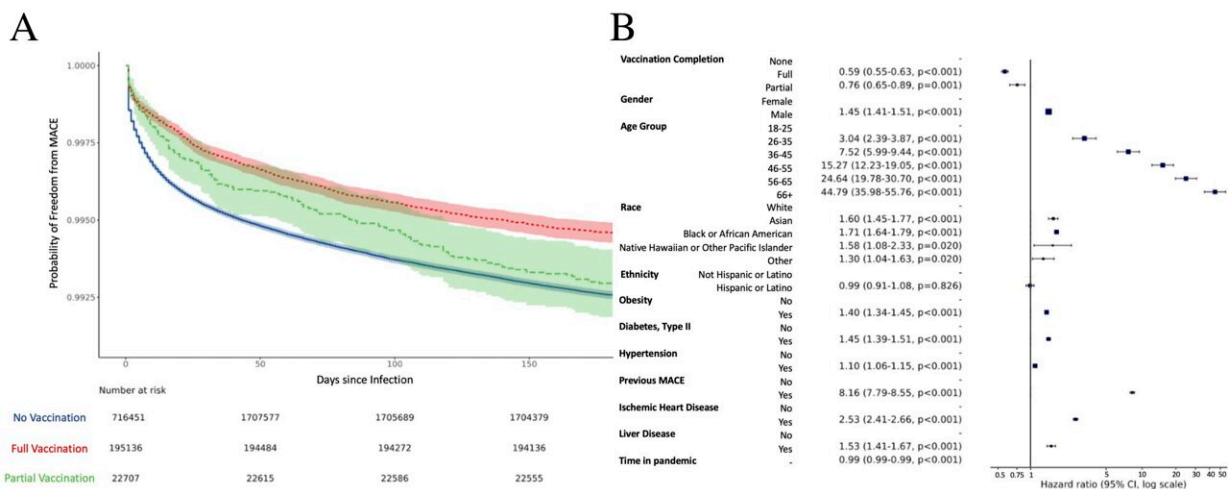 A
Probability of Freedom from MACE
1.0000
0.9975
0.9950
0.9925
0 50 100 150
Days since Infection
Number at risk
No Vaccination 716451 1707577 1705689 1704379
Full Vaccination 195136 194484 194272 194136
Partial Vaccination 22707 22615 22586 22555
B
Vaccination Completion None -
Full 0.59 (0.55-0.63, p<0.001)
Partial 0.76 (0.65-0.89, p=0.001)
Gender Female -
Male 1.45 (1.41-1.51, p<0.001)
Age Group 18-25 -
26-35 3.04 (2.39-3.87, p<0.001)
36-45 7.52 (5.99-9.44, p<0.001)
46-55 15.27 (12.23-19.05, p<0.001)
56-65 24.64 (19.78-30.70, p<0.001)
66+ 44.79 (35.98-55.76, p<0.001)
Race White -
Asian 1.60 (1.45-1.77, p<0.001)
Black or African American 1.71 (1.64-1.79, p<0.001)
Native Hawaiian or Other Pacific Islander 1.58 (1.08-2.33, p=0.020)
Other 1.30 (1.04-1.63, p=0.020)
Ethnicity Not Hispanic or Latino -
Hispanic or Latino 0.99 (0.91-1.08, p=0.826)
Obesity No -
Yes 1.40 (1.34-1.45, p<0.001)
Diabetes, Type II No -
Yes 1.45 (1.39-1.51, p<0.001)
Hypertension No -
Yes 1.10 (1.06-1.15, p<0.001)
Previous MACE No -
Yes 8.16 (7.79-8.55, p<0.001)
Ischemic Heart Disease No -
Yes 2.53 (2.41-2.66, p<0.001)
Liver Disease No -
Yes 1.53 (1.41-1.67, p<0.001)
Time in pandemic - 0.99 (0.99-0.99, p<0.001)
0.5 0.75 1 5 10 20 30 40 50
Hazard ratio (95% CI, log scale)